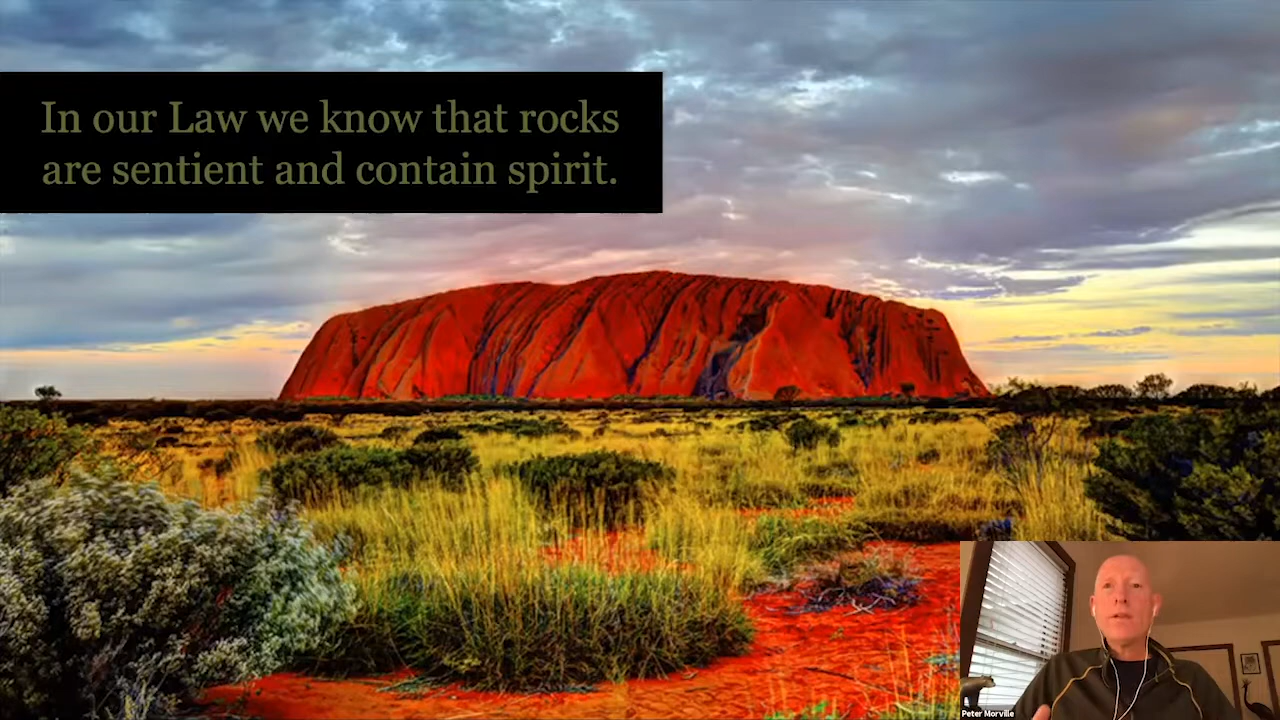 In our Law we know that rocks
are sentient and contain spirit.
Peter Morville